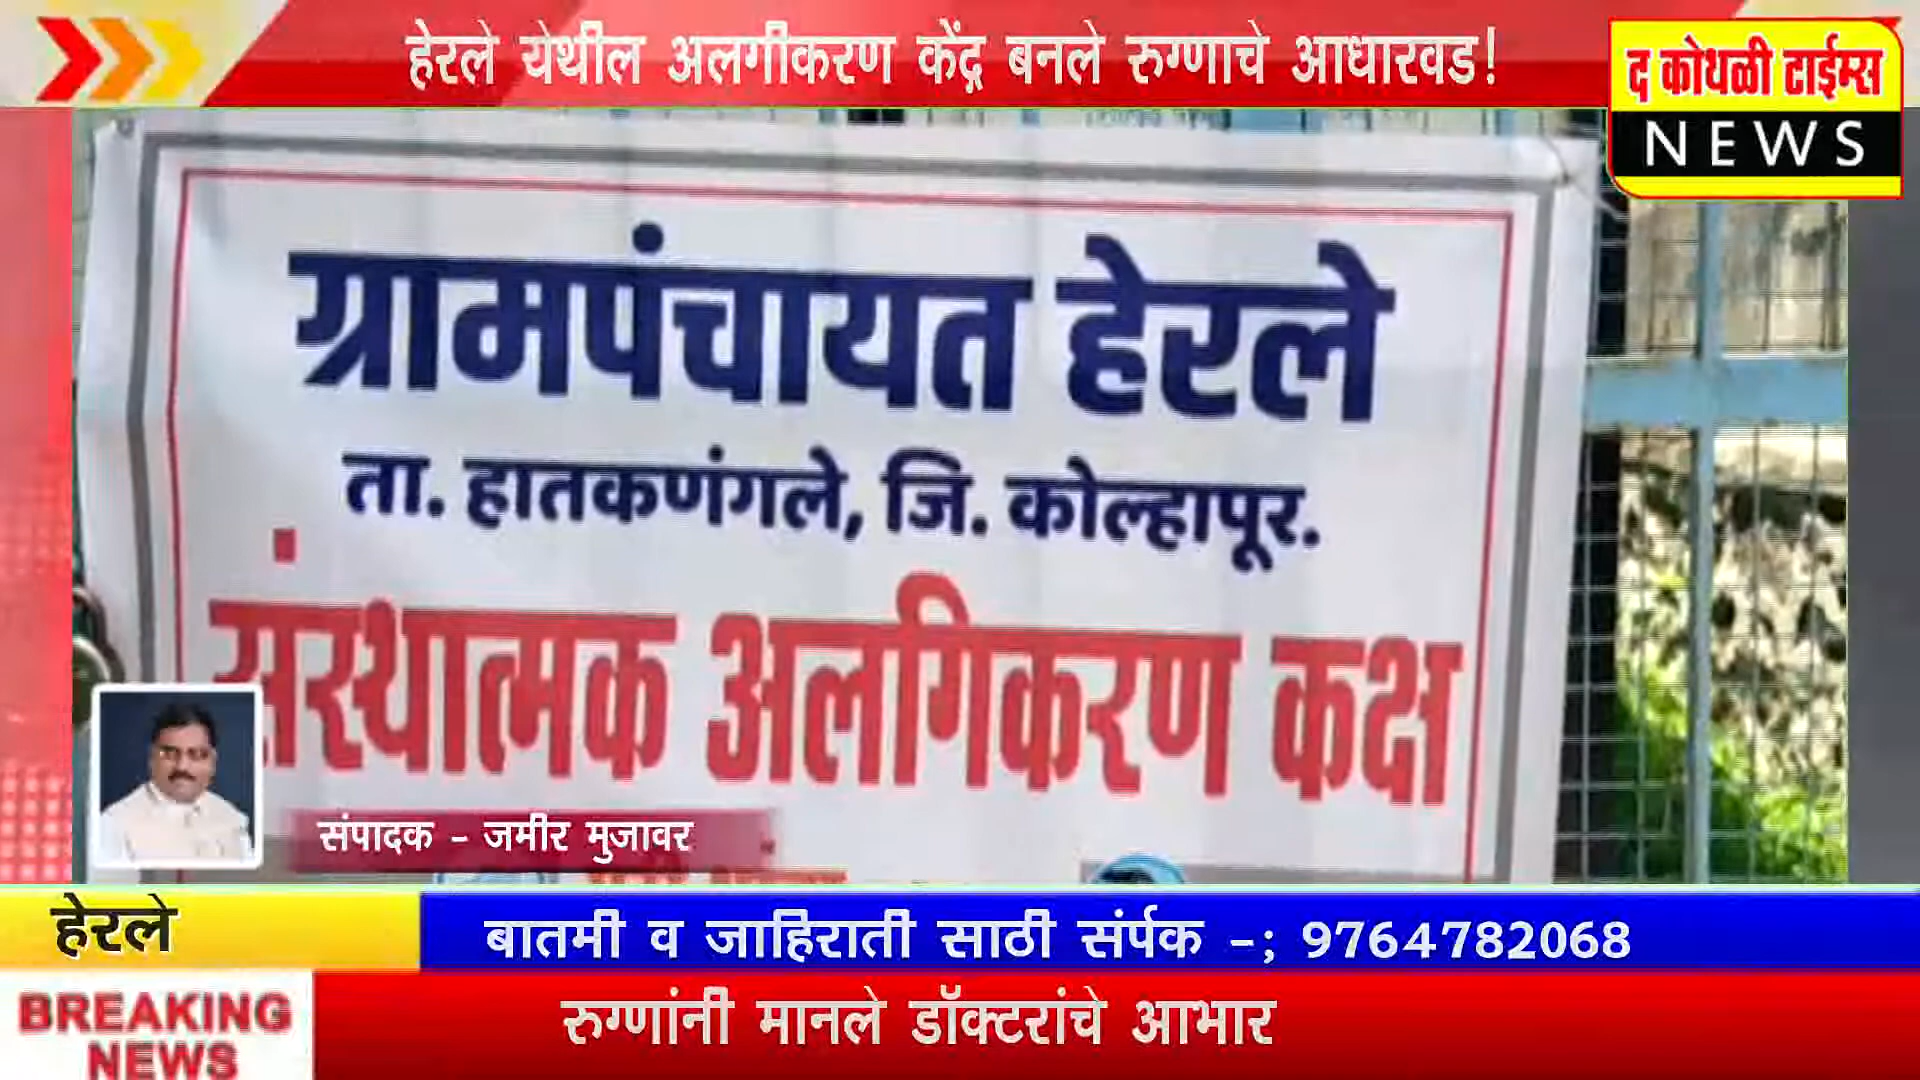 हेरले येथील अलगीकरण केंद्र बनले रुग्णाचे आधारवड!
द कोथळी टाईम्स
NEWS
ग्रामपंचायत हेरले
ता. हातकणंगले, जि. कोल्हापूर.
संस्थात्मक अलगिकरण कक्ष
संपादक - जमीर मुजावर
हेरले
बातमी व जाहिराती साठी संर्पक -; 9764782068
BREAKING
NEWS
रुग्णांनी मानले डॉक्टरांचे आभार